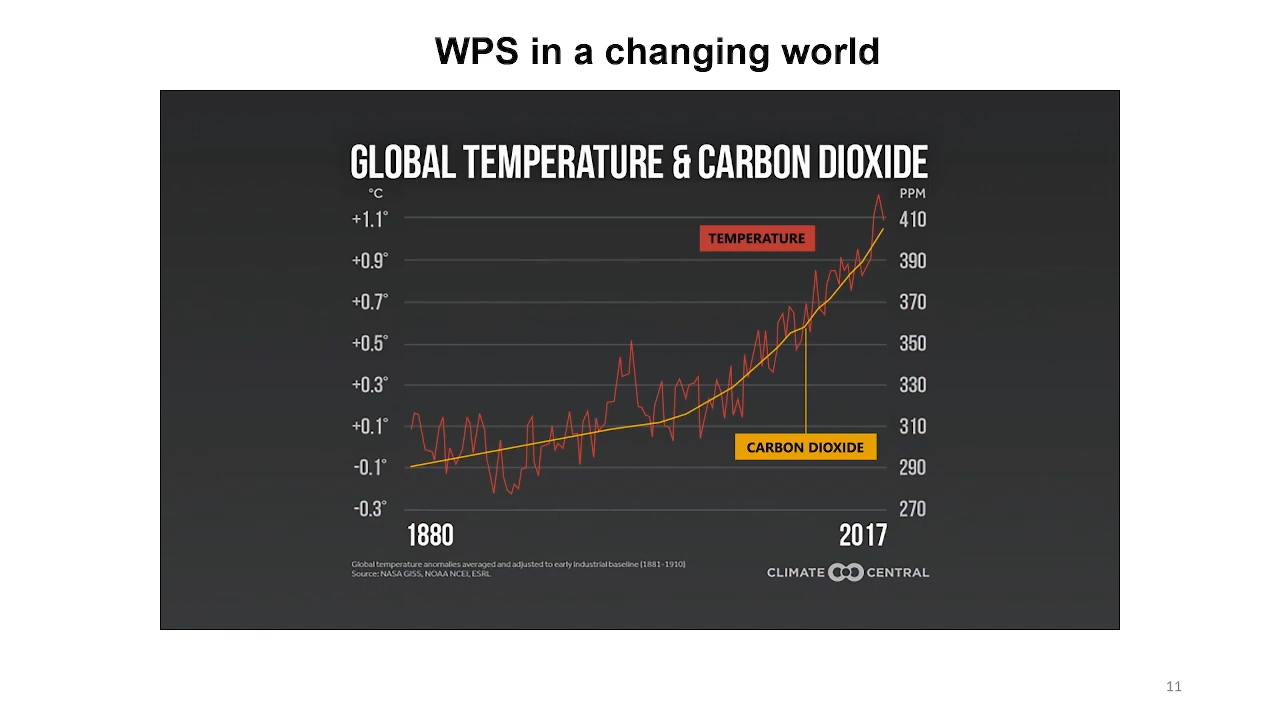 WPS in a changing world
GLOBAL TEMPERATURE & CARBON DIOXIDE
°C
PPM
+1.1°
410
TEMPERATURE
+0.9°
390
+0.7°
370
+0.5°
350
+0.3°
330
+0.1°
310
CARBON DIOXIDE
-0.1°
290
-0.3°
270
1880
2017
Global temperature anomalies averaged and adjusted to early industrial baseline (1881-1910)
Source: NASA GISS, NOAA NCEI, ESRL
CLIMATE CENTRAL
11